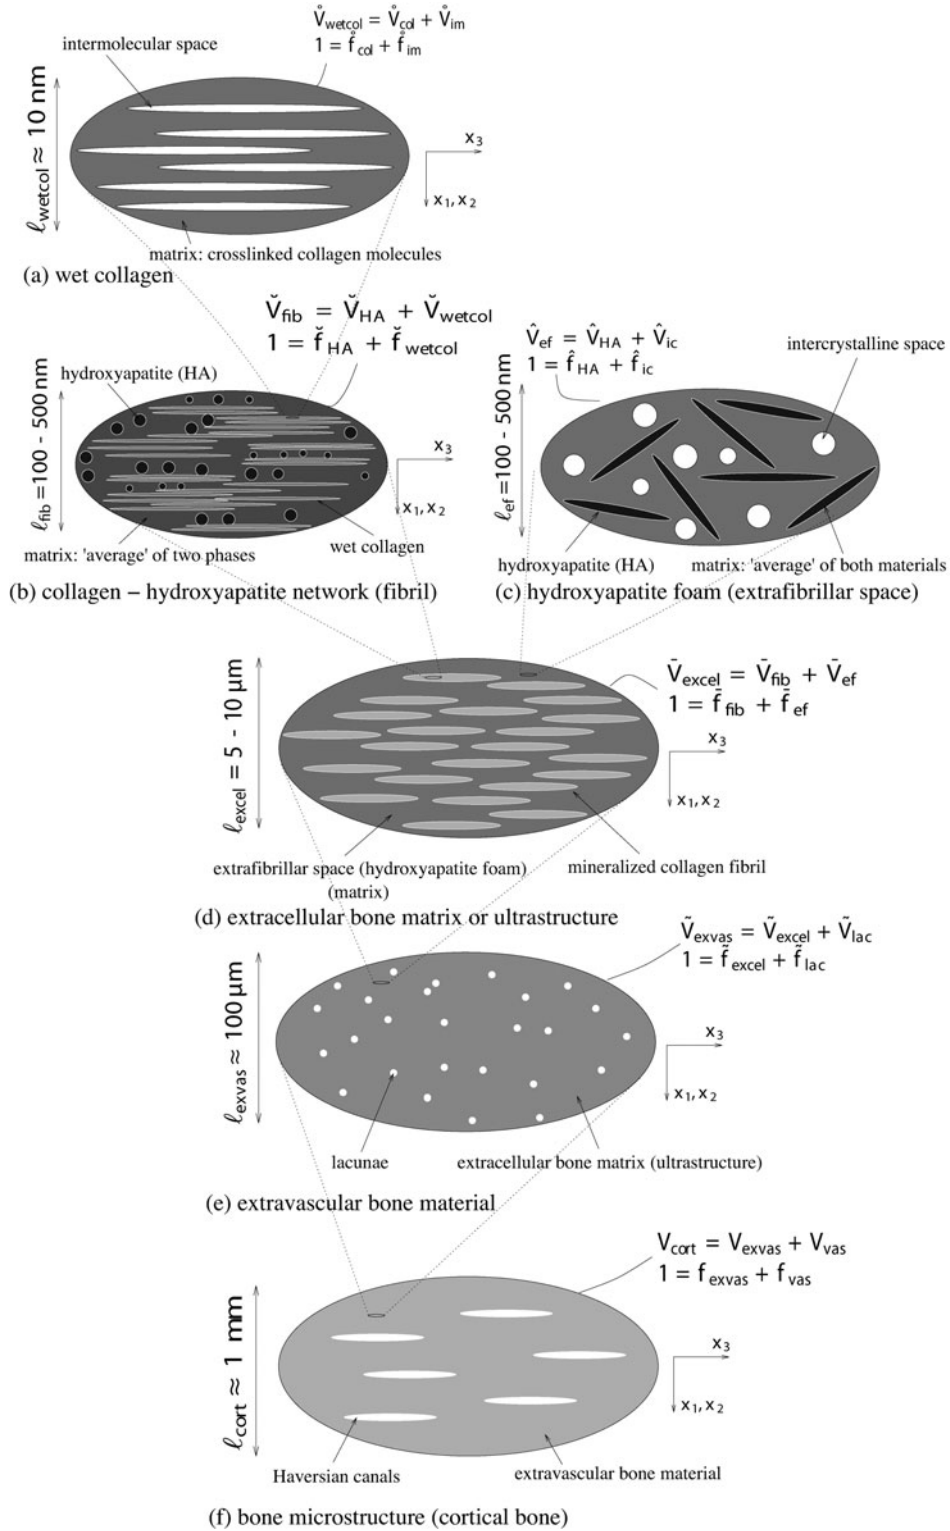 V̊wetcol = V̊col + V̊im
1 = f̊col + f̊im
intermolecular space
ℓwetcol ≈ 10 nm
x3
x1, x2
matrix: crosslinked collagen molecules
(a) wet collagen
V̆fib = V̆HA + V̆wetcol
1 = f̆HA + f̆wetcol
hydroxyapatite (HA)
ℓfib = 100 - 500 nm
x3
x1, x2
wet collagen
matrix: 'average' of two phases
(b) collagen – hydroxyapatite network (fibril)
V̂ef = V̂HA + V̂ic
1 = f̂HA + f̂ic
intercrystalline space
ℓef = 100 - 500 nm
hydroxyapatite (HA)
matrix: 'average' of both materials
(c) hydroxyapatite foam (extrafibrillar space)
V̄excel = V̄fib + V̄ef
1 = f̄fib + f̄ef
ℓexcel = 5 - 10 μm
x3
x1, x2
extrafibrillar space (hydroxyapatite foam)
(matrix)
mineralized collagen fibril
(d) extracellular bone matrix or ultrastructure
Ṽexvas = Ṽexcel + Ṽlac
1 = f̃excel + f̃lac
ℓexvas ≈ 100 μm
x3
x1, x2
lacunae
extracellular bone matrix (ultrastructure)
(e) extravascular bone material
Vcort = Vexvas + Vvas
1 = fexvas + fvas
ℓcort ≈ 1 mm
x3
x1, x2
Haversian canals
extravascular bone material
(f) bone microstructure (cortical bone)